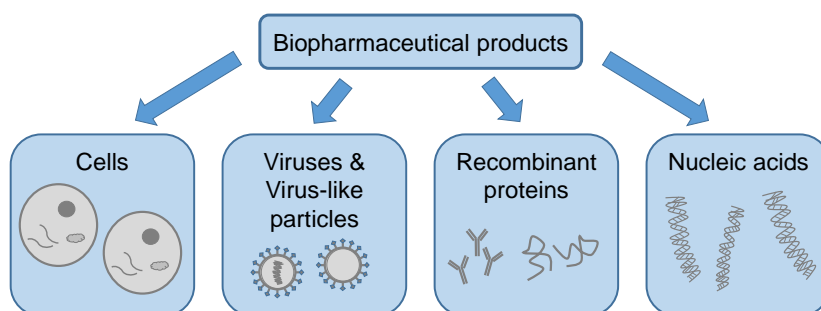 Biopharmaceutical products
Cells
Viruses &
Virus-like
particles
Recombinant
proteins
Nucleic acids